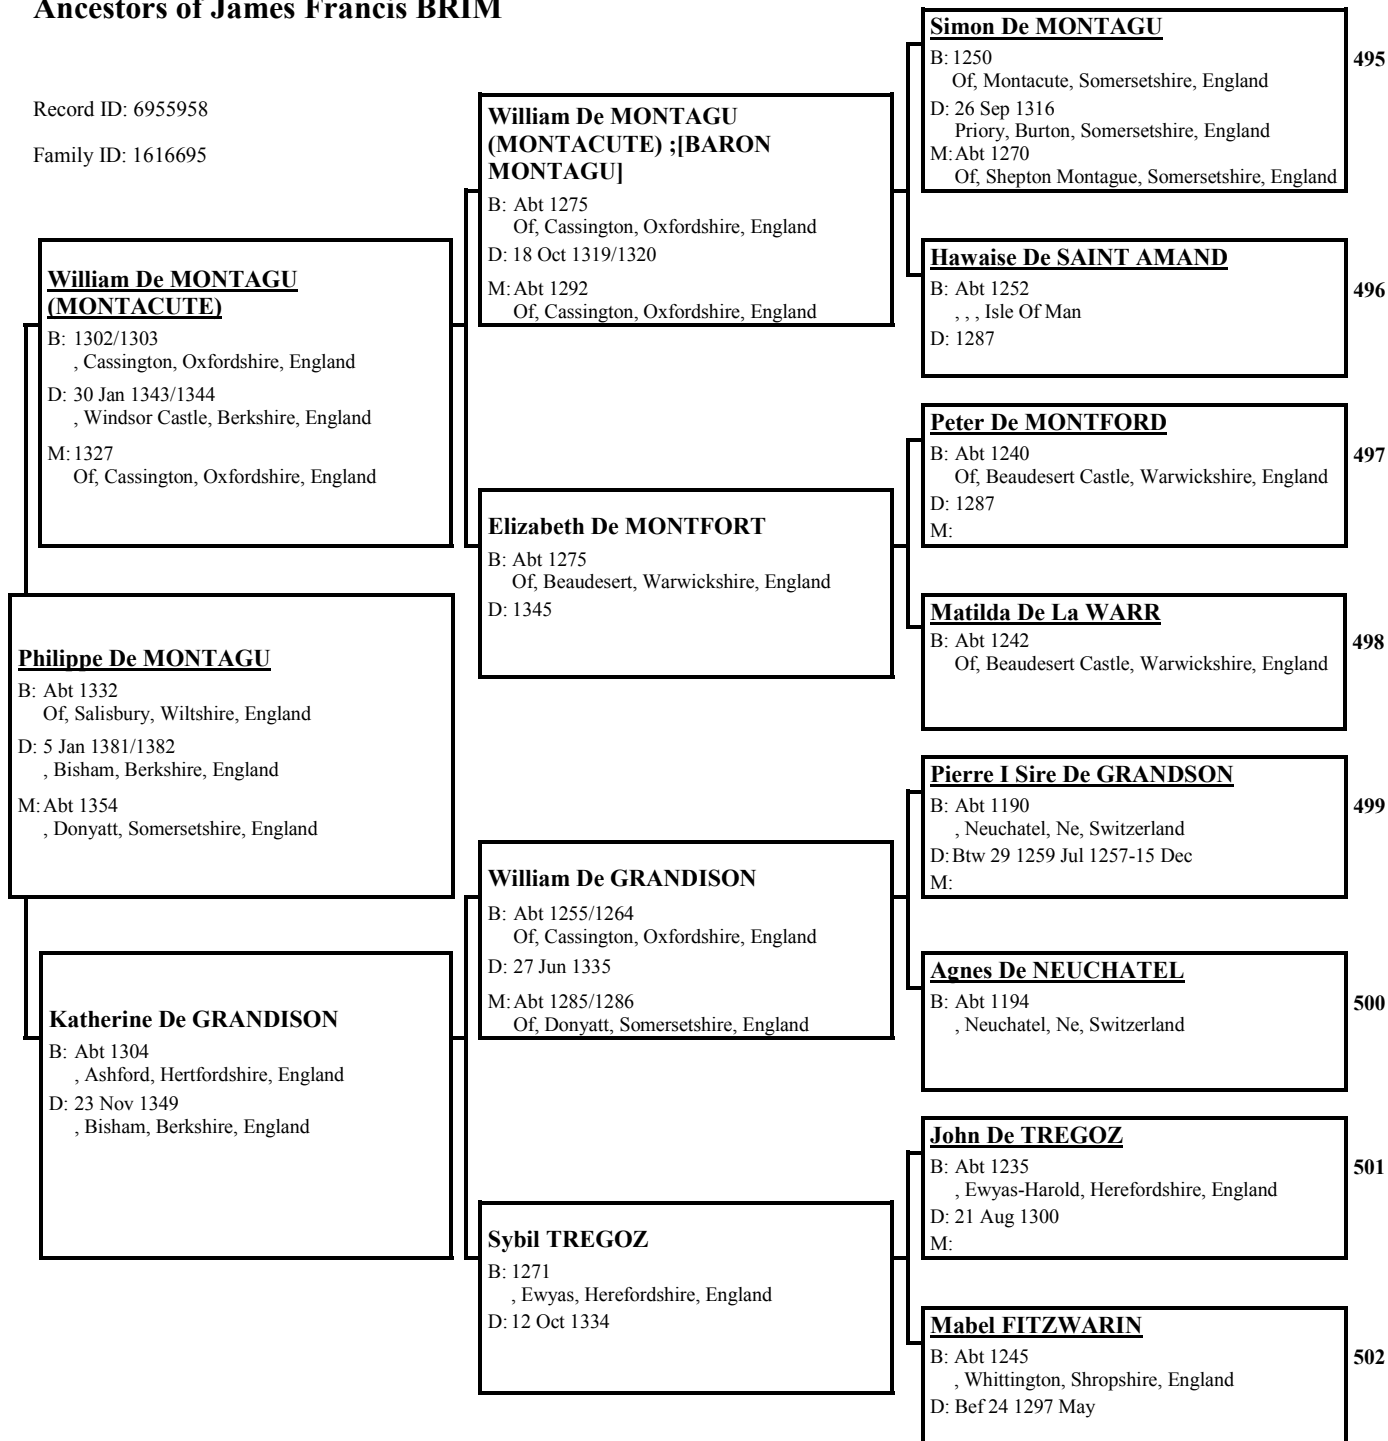 Ancestors of James Francis BRIM
Record ID: 6955958
Family ID: 1616695
William De MONTAGU
(MONTACUTE)
B: 1302/1303
, Cassington, Oxfordshire, England
D: 30 Jan 1343/1344
, Windsor Castle, Berkshire, England
M: 1327
Of, Cassington, Oxfordshire, England
Philippe De MONTAGU
B: Abt 1332
Of, Salisbury, Wiltshire, England
D: 5 Jan 1381/1382
, Bisham, Berkshire, England
M: Abt 1354
, Donyatt, Somersetshire, England
Katherine De GRANDISON
B: Abt 1304
, Ashford, Hertfordshire, England
D: 23 Nov 1349
, Bisham, Berkshire, England
William De MONTAGU
(MONTACUTE) ;[BARON
MONTAGU]
B: Abt 1275
Of, Cassington, Oxfordshire, England
D: 18 Oct 1319/1320
M: Abt 1292
Of, Cassington, Oxfordshire, England
Elizabeth De MONTFORT
B: Abt 1275
Of, Beaudesert, Warwickshire, England
D: 1345
William De GRANDISON
B: Abt 1255/1264
Of, Cassington, Oxfordshire, England
D: 27 Jun 1335
M: Abt 1285/1286
Of, Donyatt, Somersetshire, England
Sybil TREGOZ
B: 1271
, Ewyas, Herefordshire, England
D: 12 Oct 1334
Simon De MONTAGU
495
B: 1250
Of, Montacute, Somersetshire, England
D: 26 Sep 1316
Priory, Burton, Somersetshire, England
M: Abt 1270
Of, Shepton Montague, Somersetshire, England
Hawaise De SAINT AMAND
496
B: Abt 1252
, , , Isle Of Man
D: 1287
Peter De MONTFORD
497
B: Abt 1240
Of, Beaudesert Castle, Warwickshire, England
D: 1287
M:
Matilda De La WARR
498
B: Abt 1242
Of, Beaudesert Castle, Warwickshire, England
Pierre I Sire De GRANDSON
499
B: Abt 1190
, Neuchatel, Ne, Switzerland
D: Btw 29 1259 Jul 1257-15 Dec
M:
Agnes De NEUCHATEL
500
B: Abt 1194
, Neuchatel, Ne, Switzerland
John De TREGOZ
501
B: Abt 1235
, Ewyas-Harold, Herefordshire, England
D: 21 Aug 1300
M:
Mabel FITZWARIN
502
B: Abt 1245
, Whittington, Shropshire, England
D: Bef 24 1297 May